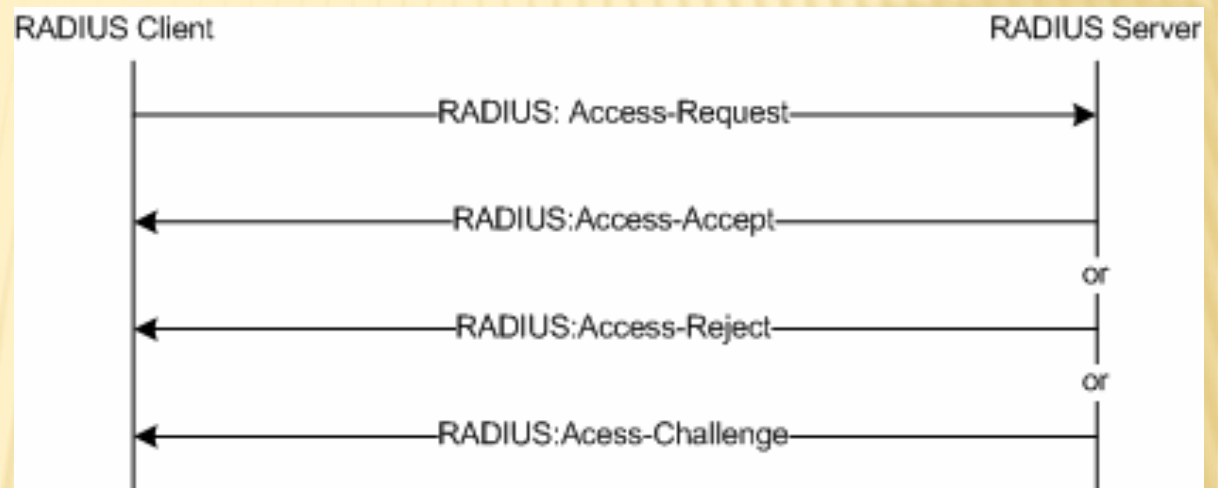 RADIUS Client
RADIUS Server
RADIUS: Access-Request
RADIUS:Access-Accept
or
RADIUS:Access-Reject
or
RADIUS:Acess-Challenge